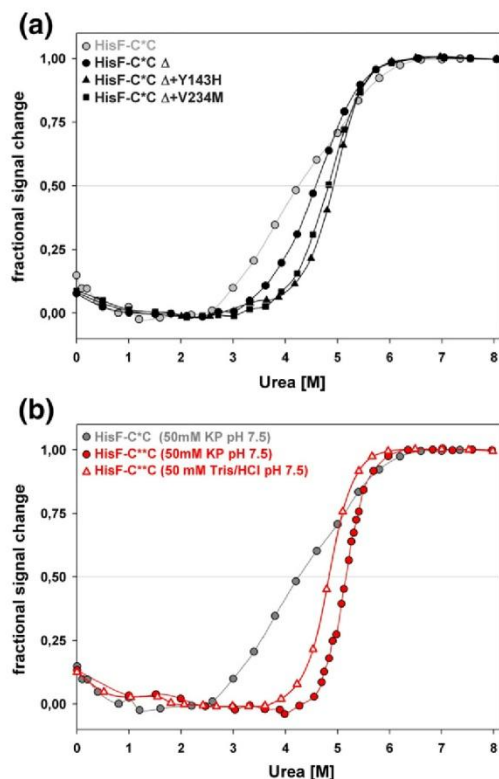 (a)
HisF-C*C
HisF-C*C Δ
HisF-C*C Δ+Y143H
HisF-C*C Δ+V234M
fractional signal change
1,00
0,75
0,50
0,25
0,00
0 1 2 3 4 5 6 7 8
Urea [M]
(b)
HisF-C*C (50mM KP pH 7.5)
HisF-C**C (50mM KP pH 7.5)
HisF-C**C (50 mM Tris/HCl pH 7.5)
fractional signal change
1,00
0,75
0,50
0,25
0,00
0 1 2 3 4 5 6 7 8
Urea [M]